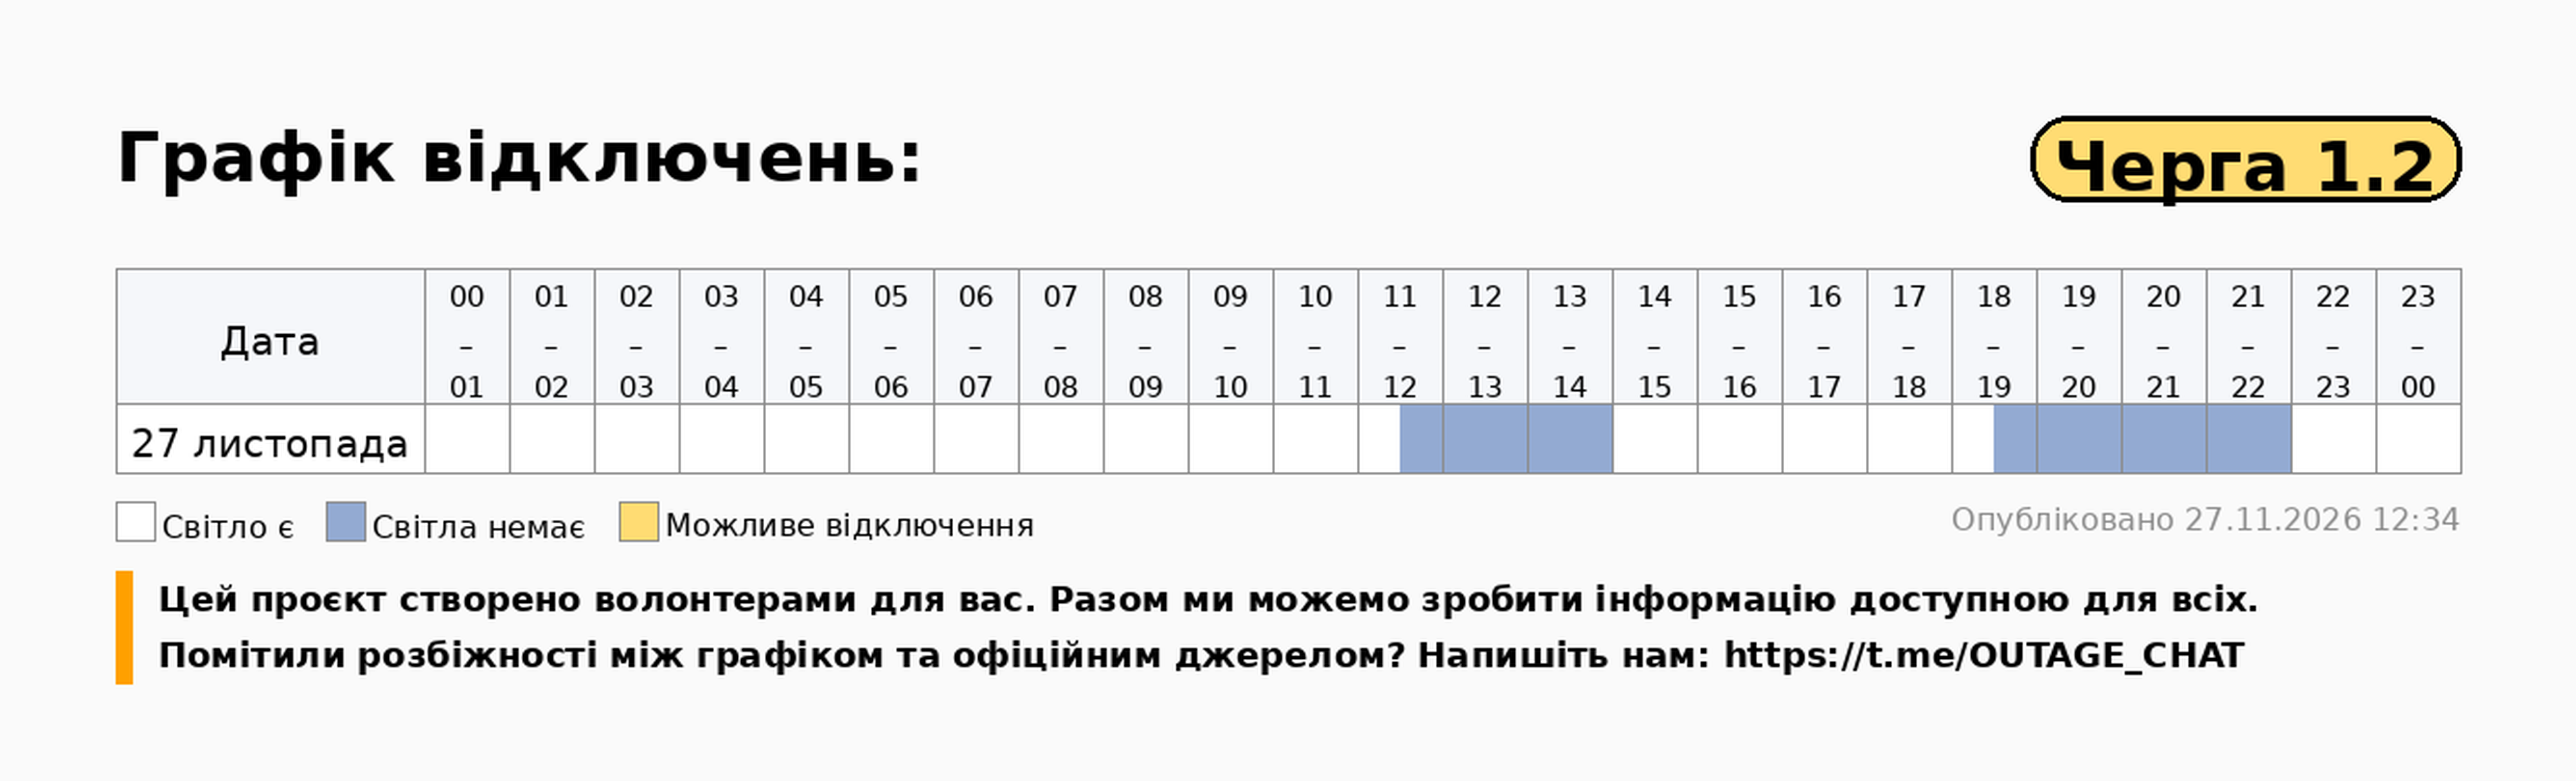 Графік відключень:
Черга 1.2
Дата
00 – 01
01 – 02
02 – 03
03 – 04
04 – 05
05 – 06
06 – 07
07 – 08
08 – 09
09 – 10
10 – 11
11 – 12
12 – 13
13 – 14
14 – 15
15 – 16
16 – 17
17 – 18
18 – 19
19 – 20
20 – 21
21 – 22
22 – 23
23 – 00
27 листопада
Світло є
Світла немає
Можливе відключення
Опубліковано 27.11.2026 12:34
Цей проєкт створено волонтерами для вас. Разом ми можемо зробити інформацію доступною для всіх.
Помітили розбіжності між графіком та офіційним джерелом? Напишіть нам: https://t.me/OUTAGE_CHAT